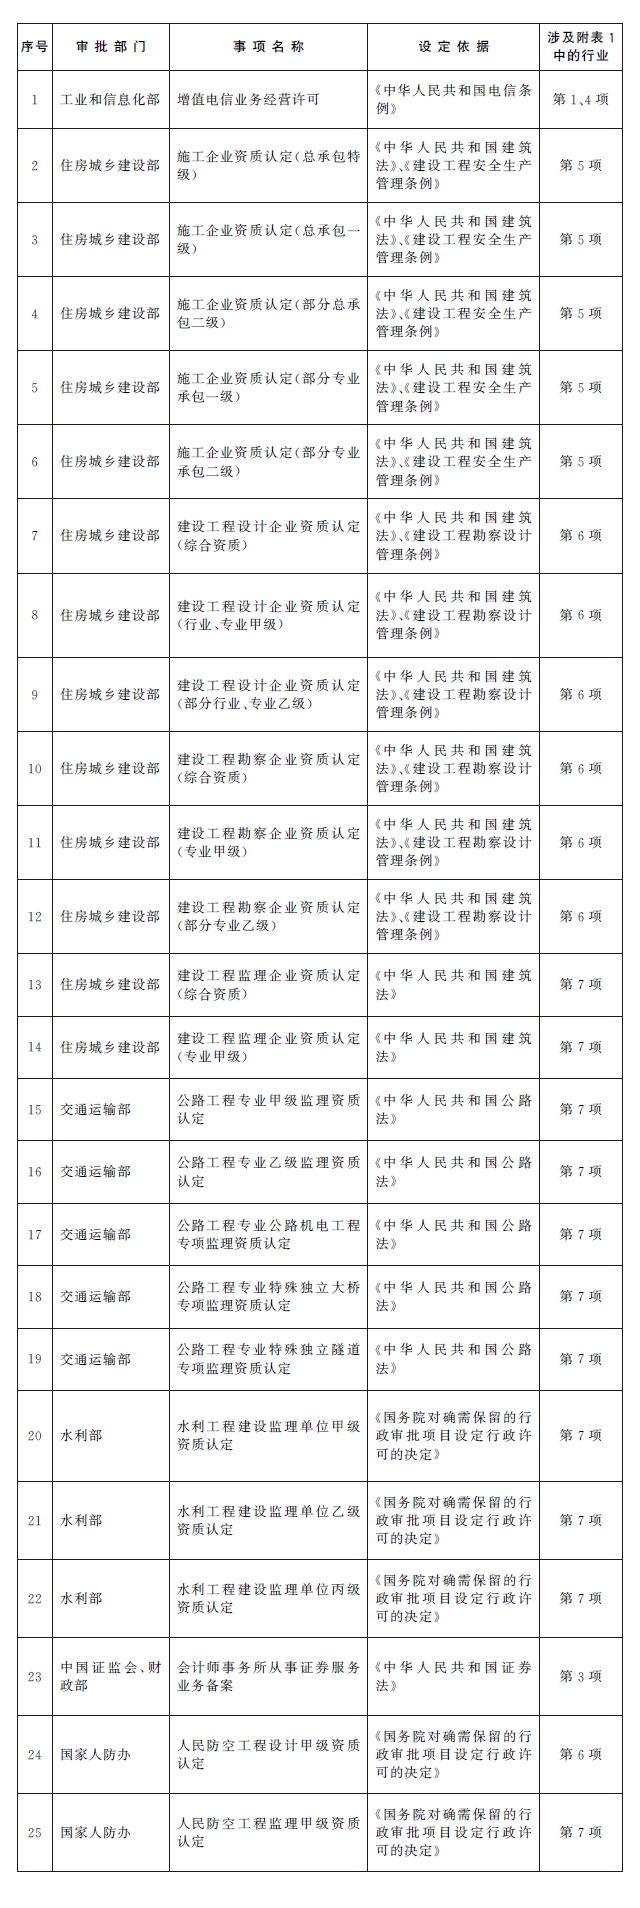 序号 审批部门 事项名称 设定依据 涉及附表1
中的行业
1 工业和信息化部 增值电信业务经营许可 《中华人民共和国电信条
例》 第1、4项
2 住房城乡建设部 施工企业资质认定(总承包特
级) 《中华人民共和国建筑
法》、《建设工程安全生产
管理条例》 第5项
3 住房城乡建设部 施工企业资质认定(总承包一
级) 《中华人民共和国建筑
法》、《建设工程安全生产
管理条例》 第5项
4 住房城乡建设部 施工企业资质认定(部分总承
包二级) 《中华人民共和国建筑
法》、《建设工程安全生产
管理条例》 第5项
5 住房城乡建设部 施工企业资质认定(部分专业
承包一级) 《中华人民共和国建筑
法》、《建设工程安全生产
管理条例》 第5项
6 住房城乡建设部 施工企业资质认定(部分专业
承包二级) 《中华人民共和国建筑
法》、《建设工程安全生产
管理条例》 第5项
7 住房城乡建设部 建设工程设计企业资质认定
(综合资质) 《中华人民共和国建筑
法》、《建设工程勘察设计
管理条例》 第6项
8 住房城乡建设部 建设工程设计企业资质认定
(行业、专业甲级) 《中华人民共和国建筑
法》、《建设工程勘察设计
管理条例》 第6项
9 住房城乡建设部 建设工程设计企业资质认定
(部分行业、专业乙级) 《中华人民共和国建筑
法》、《建设工程勘察设计
管理条例》 第6项
10 住房城乡建设部 建设工程勘察企业资质认定
(综合资质) 《中华人民共和国建筑
法》、《建设工程勘察设计
管理条例》 第6项
11 住房城乡建设部 建设工程勘察企业资质认定
(专业甲级) 《中华人民共和国建筑
法》、《建设工程勘察设计
管理条例》 第6项
12 住房城乡建设部 建设工程勘察企业资质认定
(部分专业乙级) 《中华人民共和国建筑
法》、《建设工程勘察设计
管理条例》 第6项
13 住房城乡建设部 建设工程监理企业资质认定
(综合资质) 《中华人民共和国建筑
法》 第7项
14 住房城乡建设部 建设工程监理企业资质认定
(专业甲级) 《中华人民共和国建筑
法》 第7项
15 交通运输部 公路工程专业甲级监理资质
认定 《中华人民共和国公路
法》 第7项
16 交通运输部 公路工程专业乙级监理资质
认定 《中华人民共和国公路
法》 第7项
17 交通运输部 公路工程专业公路机电工程
专项监理资质认定 《中华人民共和国公路
法》 第7项
18 交通运输部 公路工程专业特殊独立大桥
专项监理资质认定 《中华人民共和国公路
法》 第7项
19 交通运输部 公路工程专业特殊独立隧道
专项监理资质认定 《中华人民共和国公路
法》 第7项
20 水利部 水利工程建设监理单位甲级
资质认定 《国务院对确需保留的行
政审批项目设定行政许
可的决定》 第7项
21 水利部 水利工程建设监理单位乙级
资质认定 《国务院对确需保留的行
政审批项目设定行政许
可的决定》 第7项
22 水利部 水利工程建设监理单位丙级
资质认定 《国务院对确需保留的行
政审批项目设定行政许
可的决定》 第7项
23 中国证监会、财
政部 会计师事务所从事证券服务
业务备案 《中华人民共和国证券
法》 第3项
24 国家人防办 人民防空工程设计甲级资质
认定 《国务院对确需保留的行
政审批项目设定行政许
可的决定》 第6项
25 国家人防办 人民防空工程监理甲级资质
认定 《国务院对确需保留的行
政审批项目设定行政许
可的决定》 第7项